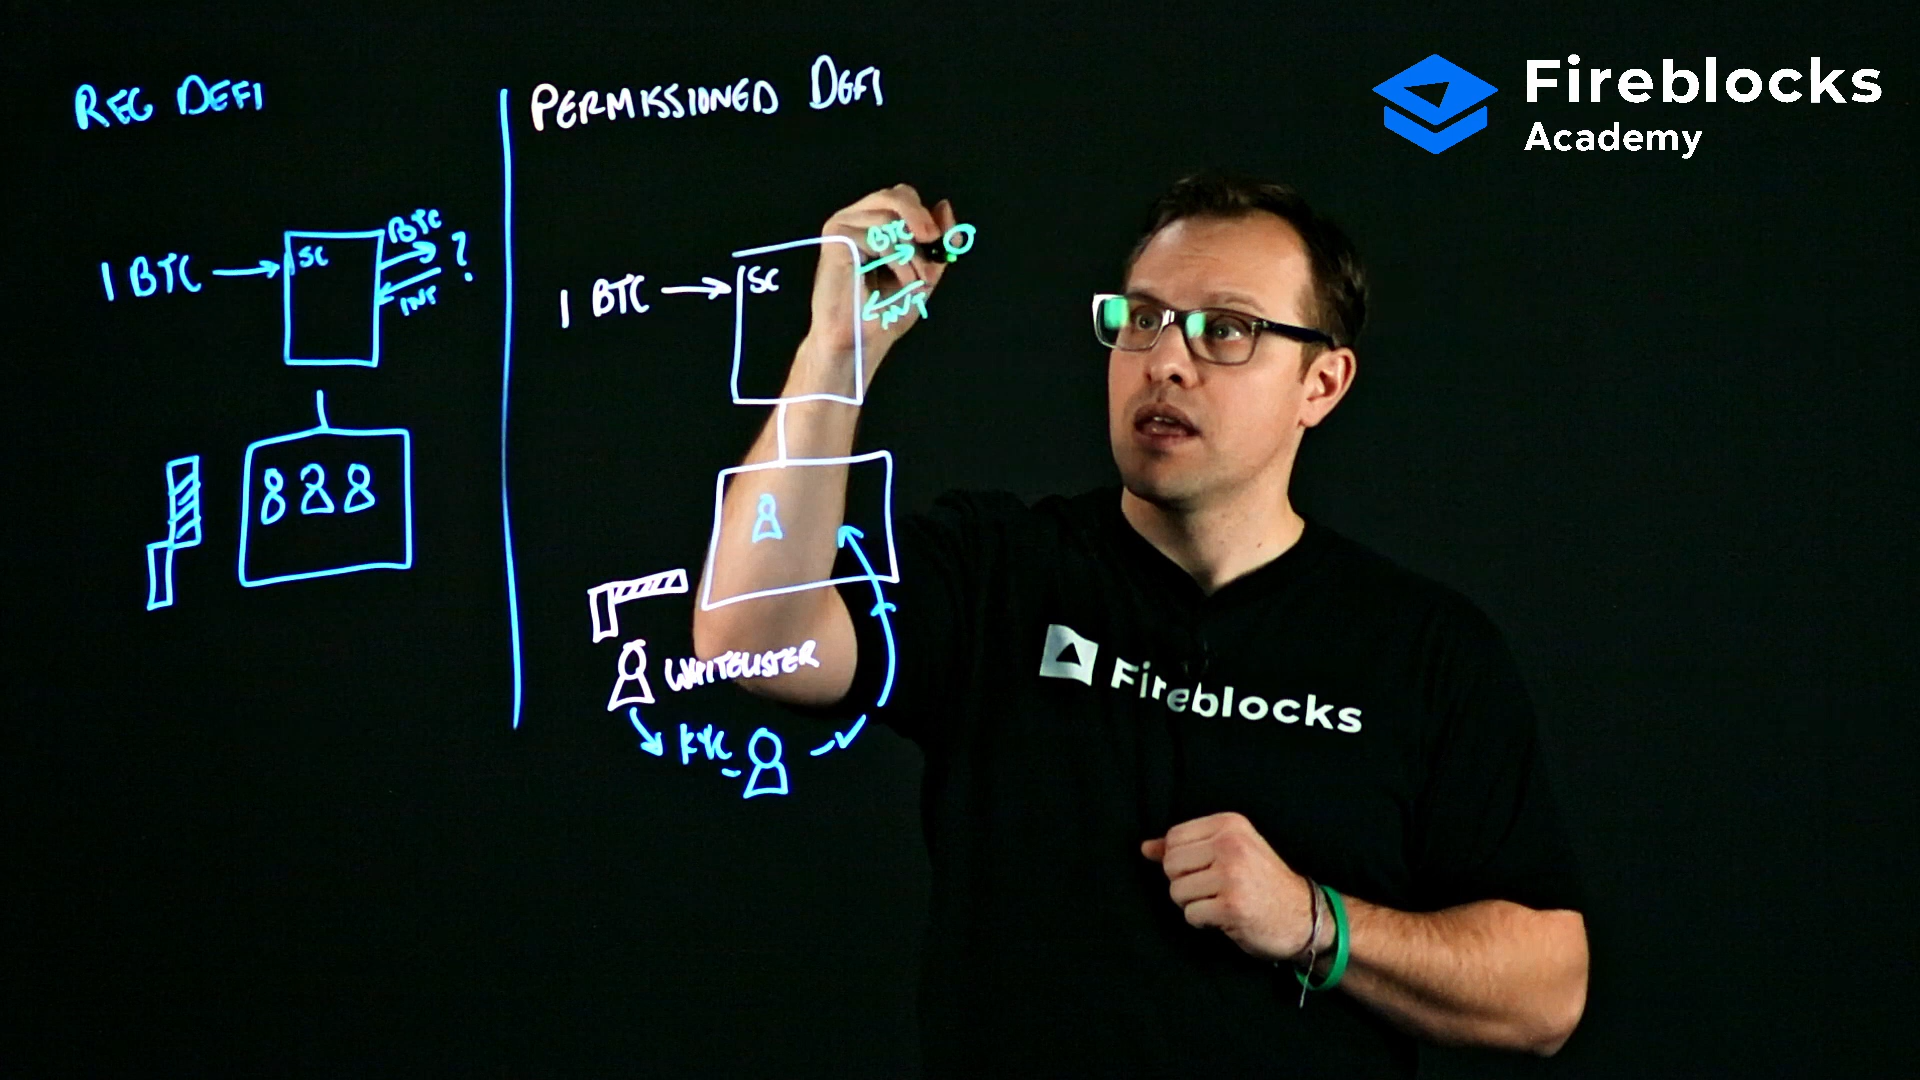 REG DEFI
PERMISSIONED DEFI
Fireblocks
Academy
1 BTC
SC
BTC
?
INT
1 BTC
SC
BTC
INT
WHITELISTER
KYC
Fireblocks